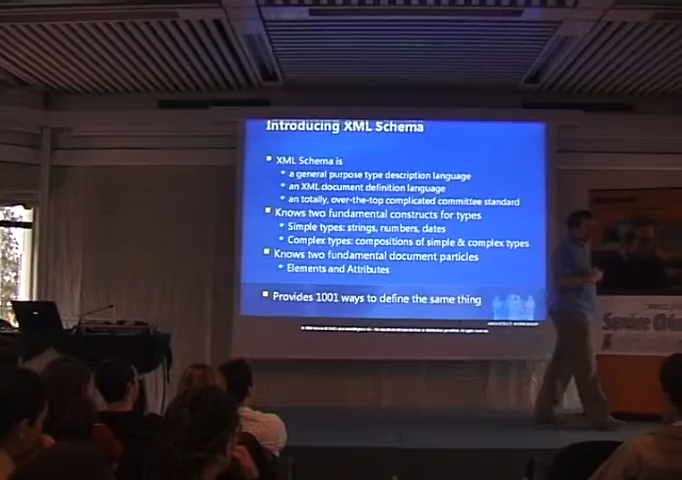 Introducing XML Schema
XML Schema is
a general purpose type description language
an XML document definition language
an totally, over-the-top complicated committee standard
Knows two fundamental constructs for types
Simple types: strings, numbers, dates
Complex types: compositions of simple & complex types
Knows two fundamental document particles
Elements and Attributes
Provides 1001 ways to define the same thing
ARCHITECT WORKSHOP